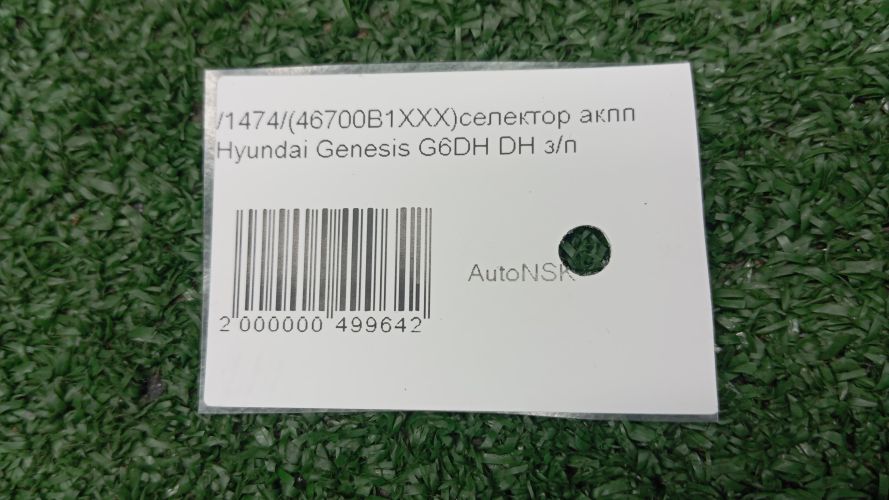 /1474/(46700B1XXX)селектор акпп
Hyundai Genesis G6DH DH з/п
AutoNSK
2 000000 499642